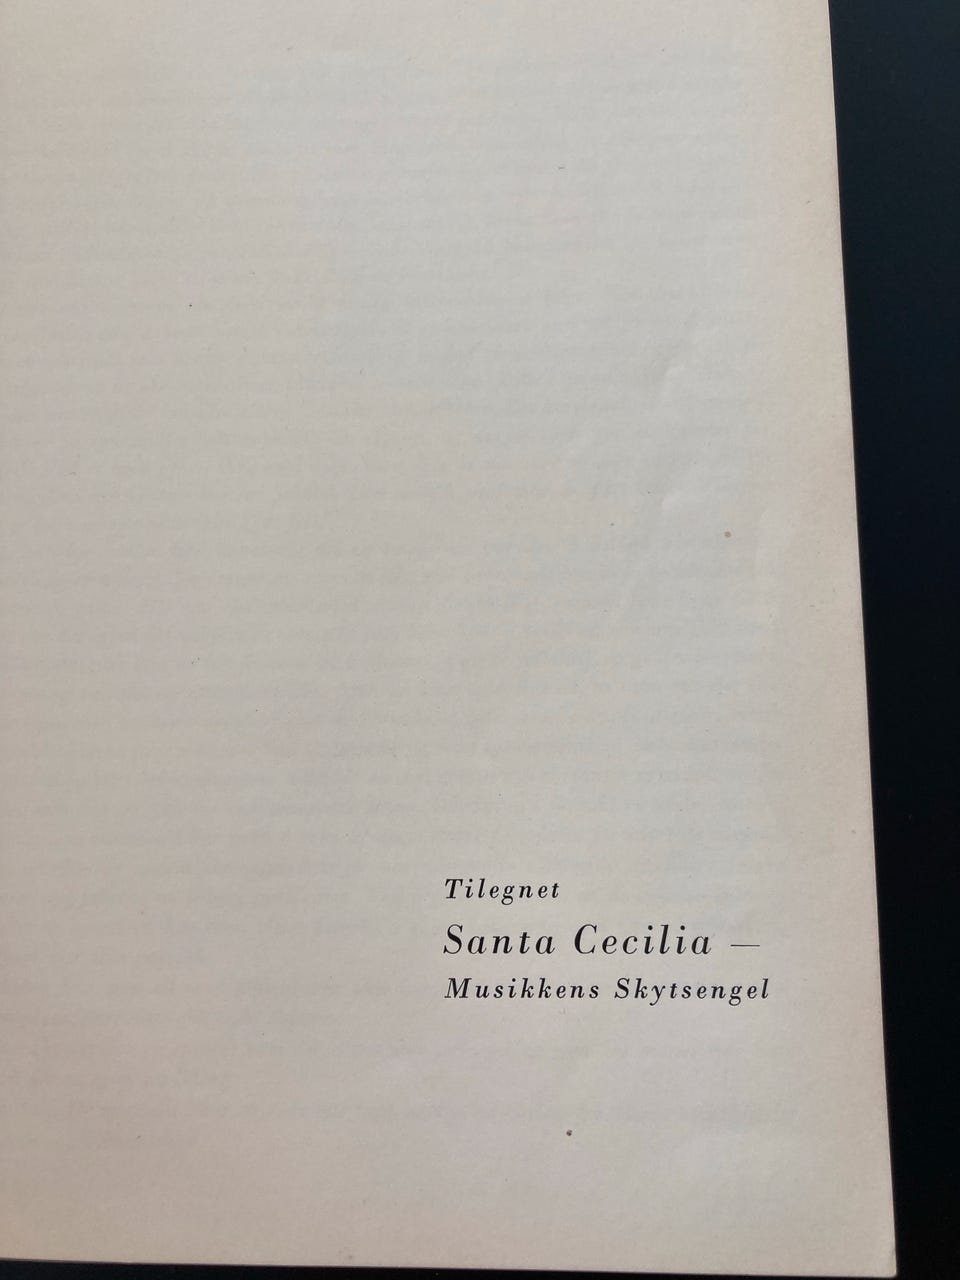 Tilegnet
Santa Cecilia —
Musikkens Skytsengel